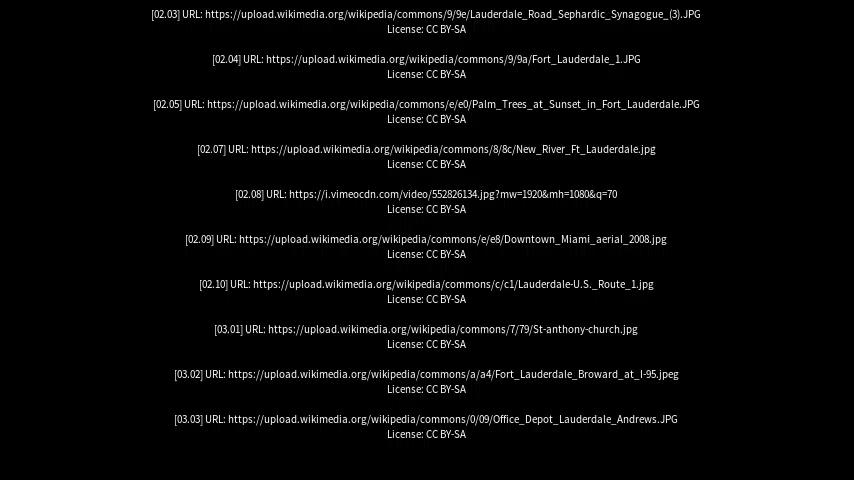 [02.03] URL: https://upload.wikimedia.org/wikipedia/commons/9/9e/Lauderdale_Road_Sephardic_Synagogue_(3).JPG
License: CC BY-SA
[02.04] URL: https://upload.wikimedia.org/wikipedia/commons/9/9a/Fort_Lauderdale_1.JPG
License: CC BY-SA
[02.05] URL: https://upload.wikimedia.org/wikipedia/commons/e/e0/Palm_Trees_at_Sunset_in_Fort_Lauderdale.JPG
License: CC BY-SA
[02.07] URL: https://upload.wikimedia.org/wikipedia/commons/8/8c/New_River_Ft_Lauderdale.jpg
License: CC BY-SA
[02.08] URL: https://i.vimeocdn.com/video/552826134.jpg?mw=1920&mh=1080&q=70
License: CC BY-SA
[02.09] URL: https://upload.wikimedia.org/wikipedia/commons/e/e8/Downtown_Miami_aerial_2008.jpg
License: CC BY-SA
[02.10] URL: https://upload.wikimedia.org/wikipedia/commons/c/c1/Lauderdale-U.S._Route_1.jpg
License: CC BY-SA
[03.01] URL: https://upload.wikimedia.org/wikipedia/commons/7/79/St-anthony-church.jpg
License: CC BY-SA
[03.02] URL: https://upload.wikimedia.org/wikipedia/commons/a/a4/Fort_Lauderdale_Broward_at_I-95.jpeg
License: CC BY-SA
[03.03] URL: https://upload.wikimedia.org/wikipedia/commons/0/09/Office_Depot_Lauderdale_Andrews.JPG
License: CC BY-SA